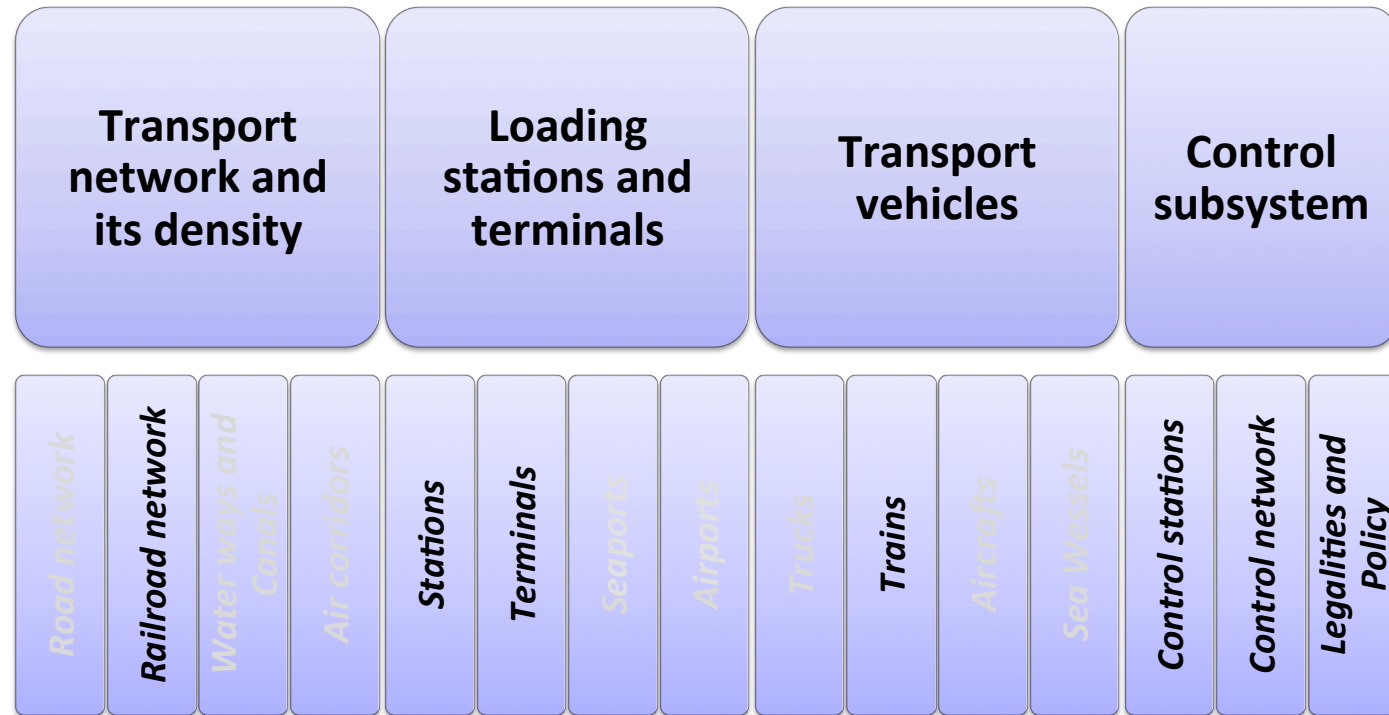 Transport
network and
its density
Loading
stations and
terminals
Transport
vehicles
Control
subsystem
Road network
Railroad network
Water ways and
Canals
Air corridors
Stations
Terminals
Seaports
Airports
Trucks
Trains
Aircrafts
Sea Wessels
Control stations
Control network
Legalities and
Policy